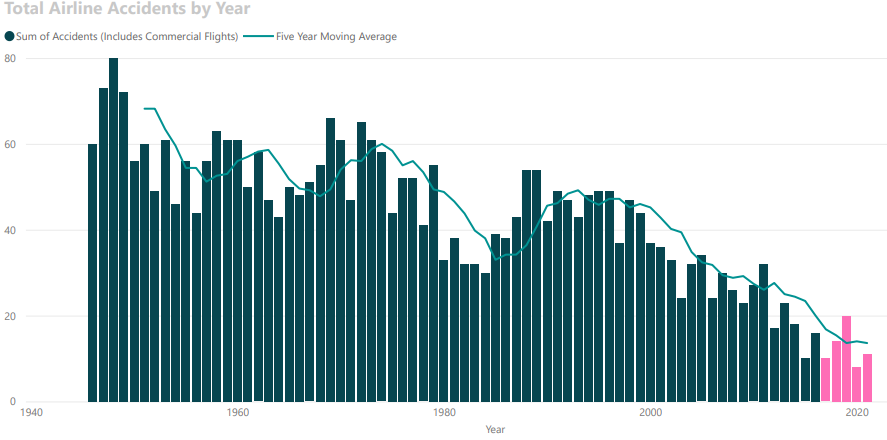 Total Airline Accidents by Year
Sum of Accidents (Includes Commercial Flights) Five Year Moving Average
80
60
40
20
0
1940 1960 1980 2000 2020
Year